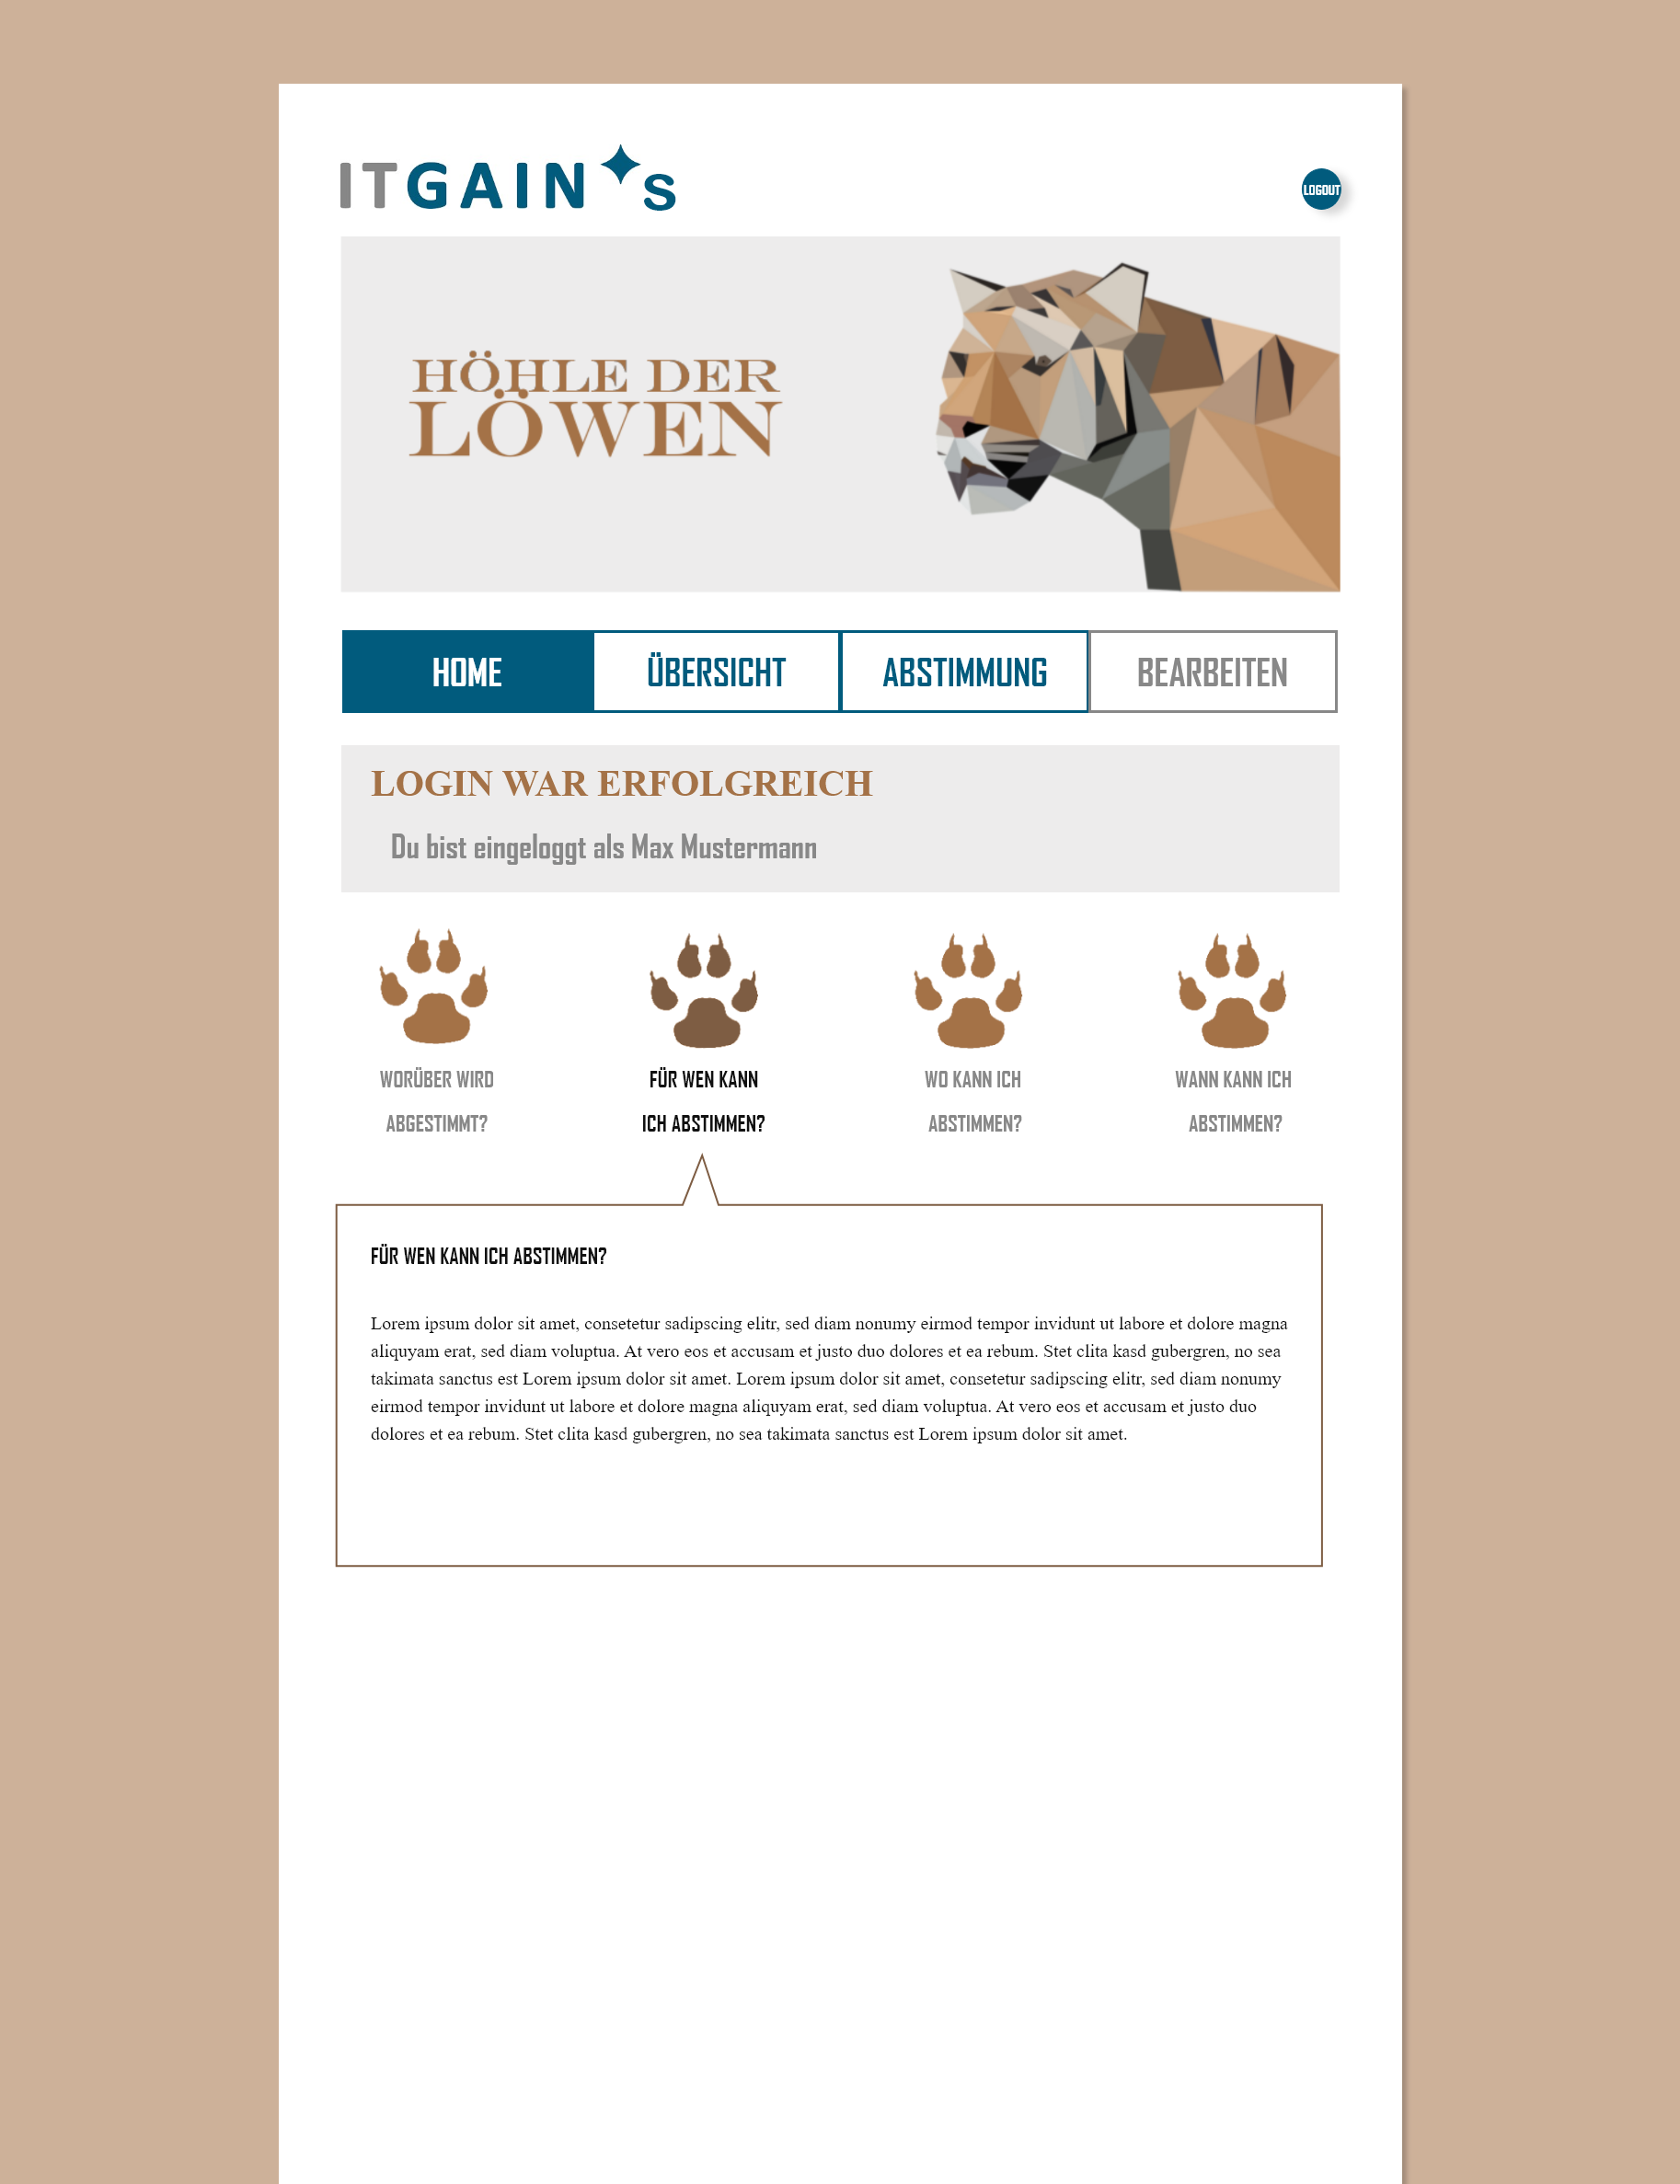 ITGAIN's
LOGOUT
HÖHLE DER
LÖWEN
HOME
ÜBERSICHT
ABSTIMMUNG
BEARBEITEN
LOGIN WAR ERFOLGREICH
Du bist eingeloggt als Max Mustermann
WORÜBER WIRD
ABGESTIMMT?
FÜR WEN KANN
ICH ABSTIMMEN?
WO KANN ICH
ABSTIMMEN?
WANN KANN ICH
ABSTIMMEN?
FÜR WEN KANN ICH ABSTIMMEN?
Lorem ipsum dolor sit amet, consetetur sadipscing elitr, sed diam nonumy eirmod tempor invidunt ut labore et dolore magna
aliquyam erat, sed diam voluptua. At vero eos et accusam et justo duo dolores et ea rebum. Stet clita kasd gubergren, no sea
takimata sanctus est Lorem ipsum dolor sit amet. Lorem ipsum dolor sit amet, consetetur sadipscing elitr, sed diam nonumy
eirmod tempor invidunt ut labore et dolore magna aliquyam erat, sed diam voluptua. At vero eos et accusam et justo duo
dolores et ea rebum. Stet clita kasd gubergren, no sea takimata sanctus est Lorem ipsum dolor sit amet.